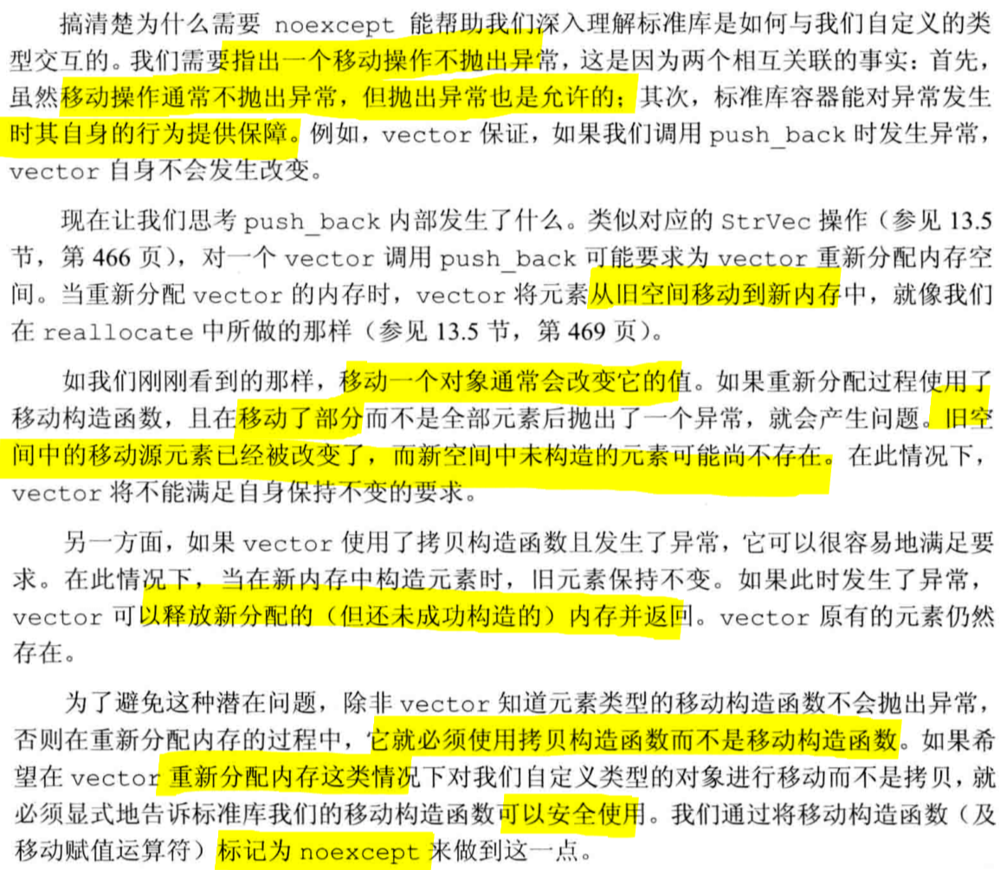 搞清楚为什么需要 noexcept 能帮助我们深入理解标准库是如何与我们自定义的类
型交互的。我们需要指出一个移动操作不抛出异常，这是因为两个相互关联的事实：首先，
虽然移动操作通常不抛出异常，但抛出异常也是允许的；其次，标准库容器能对异常发生
时其自身的行为提供保障。例如，vector 保证，如果我们调用 push_back 时发生异常，
vector 自身不会发生改变。
现在让我们思考 push_back 内部发生了什么。类似对应的 StrVec 操作（参见 13.5
节，第 466 页），对一个 vector 调用 push_back 可能要求为 vector 重新分配内存空
间。当重新分配 vector 的内存时，vector 将元素从旧空间移动到新内存中，就像我们
在 reallocate 中所做的那样（参见 13.5 节，第 469 页）。
如我们刚刚看到的那样，移动一个对象通常会改变它的值。如果重新分配过程使用了
移动构造函数，且在移动了部分而不是全部元素后抛出了一个异常，就会产生问题。旧空
间中的移动源元素已经被改变了，而新空间中未构造的元素可能尚不存在。在此情况下，
vector 将不能满足自身保持不变的要求。
另一方面，如果 vector 使用了拷贝构造函数且发生了异常，它可以很容易地满足要
求。在此情况下，当在新内存中构造元素时，旧元素保持不变。如果此时发生了异常，
vector 可以释放新分配的（但还未成功构造的）内存并返回。vector 原有的元素仍然
存在。
为了避免这种潜在问题，除非 vector 知道元素类型的移动构造函数不会抛出异常，
否则在重新分配内存的过程中，它就必须使用拷贝构造函数而不是移动构造函数。如果希
望在 vector 重新分配内存这类情况下对我们自定义类型的对象进行移动而不是拷贝，就
必须显式地告诉标准库我们的移动构造函数可以安全使用。我们通过将移动构造函数（及
移动赋值运算符）标记为 noexcept 来做到这一点。